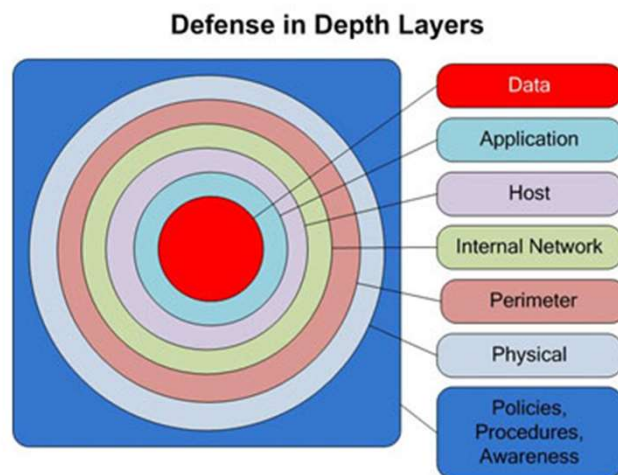 Defense in Depth Layers
Data
Application
Host
Internal Network
Perimeter
Physical
Policies,
Procedures,
Awareness